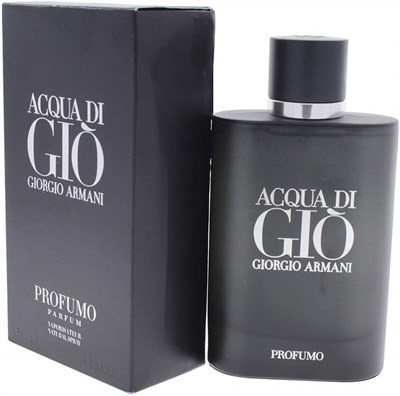 ACQUA DI
GIÒ
GIORGIO ARMANI
PROFUMO
PARFUM
VAPORISATEUR
NATURAL SPRAY
ACQUA DI
GIÒ
GIORGIO ARMANI
PROFUMO